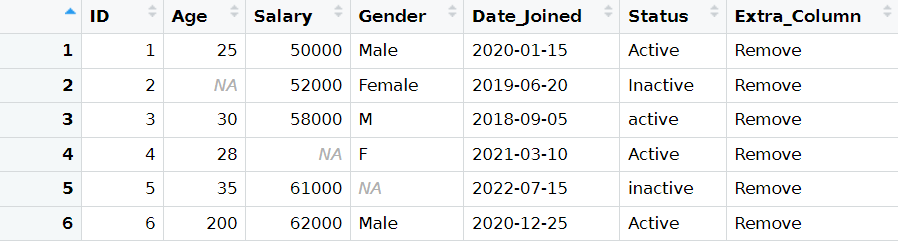 ID Age Salary Gender Date_Joined Status Extra_Column
1 1 25 50000 Male 2020-01-15 Active Remove
2 2 NA 52000 Female 2019-06-20 Inactive Remove
3 3 30 58000 M 2018-09-05 active Remove
4 4 28 NA F 2021-03-10 Active Remove
5 5 35 61000 NA 2022-07-15 inactive Remove
6 6 200 62000 Male 2020-12-25 Active Remove